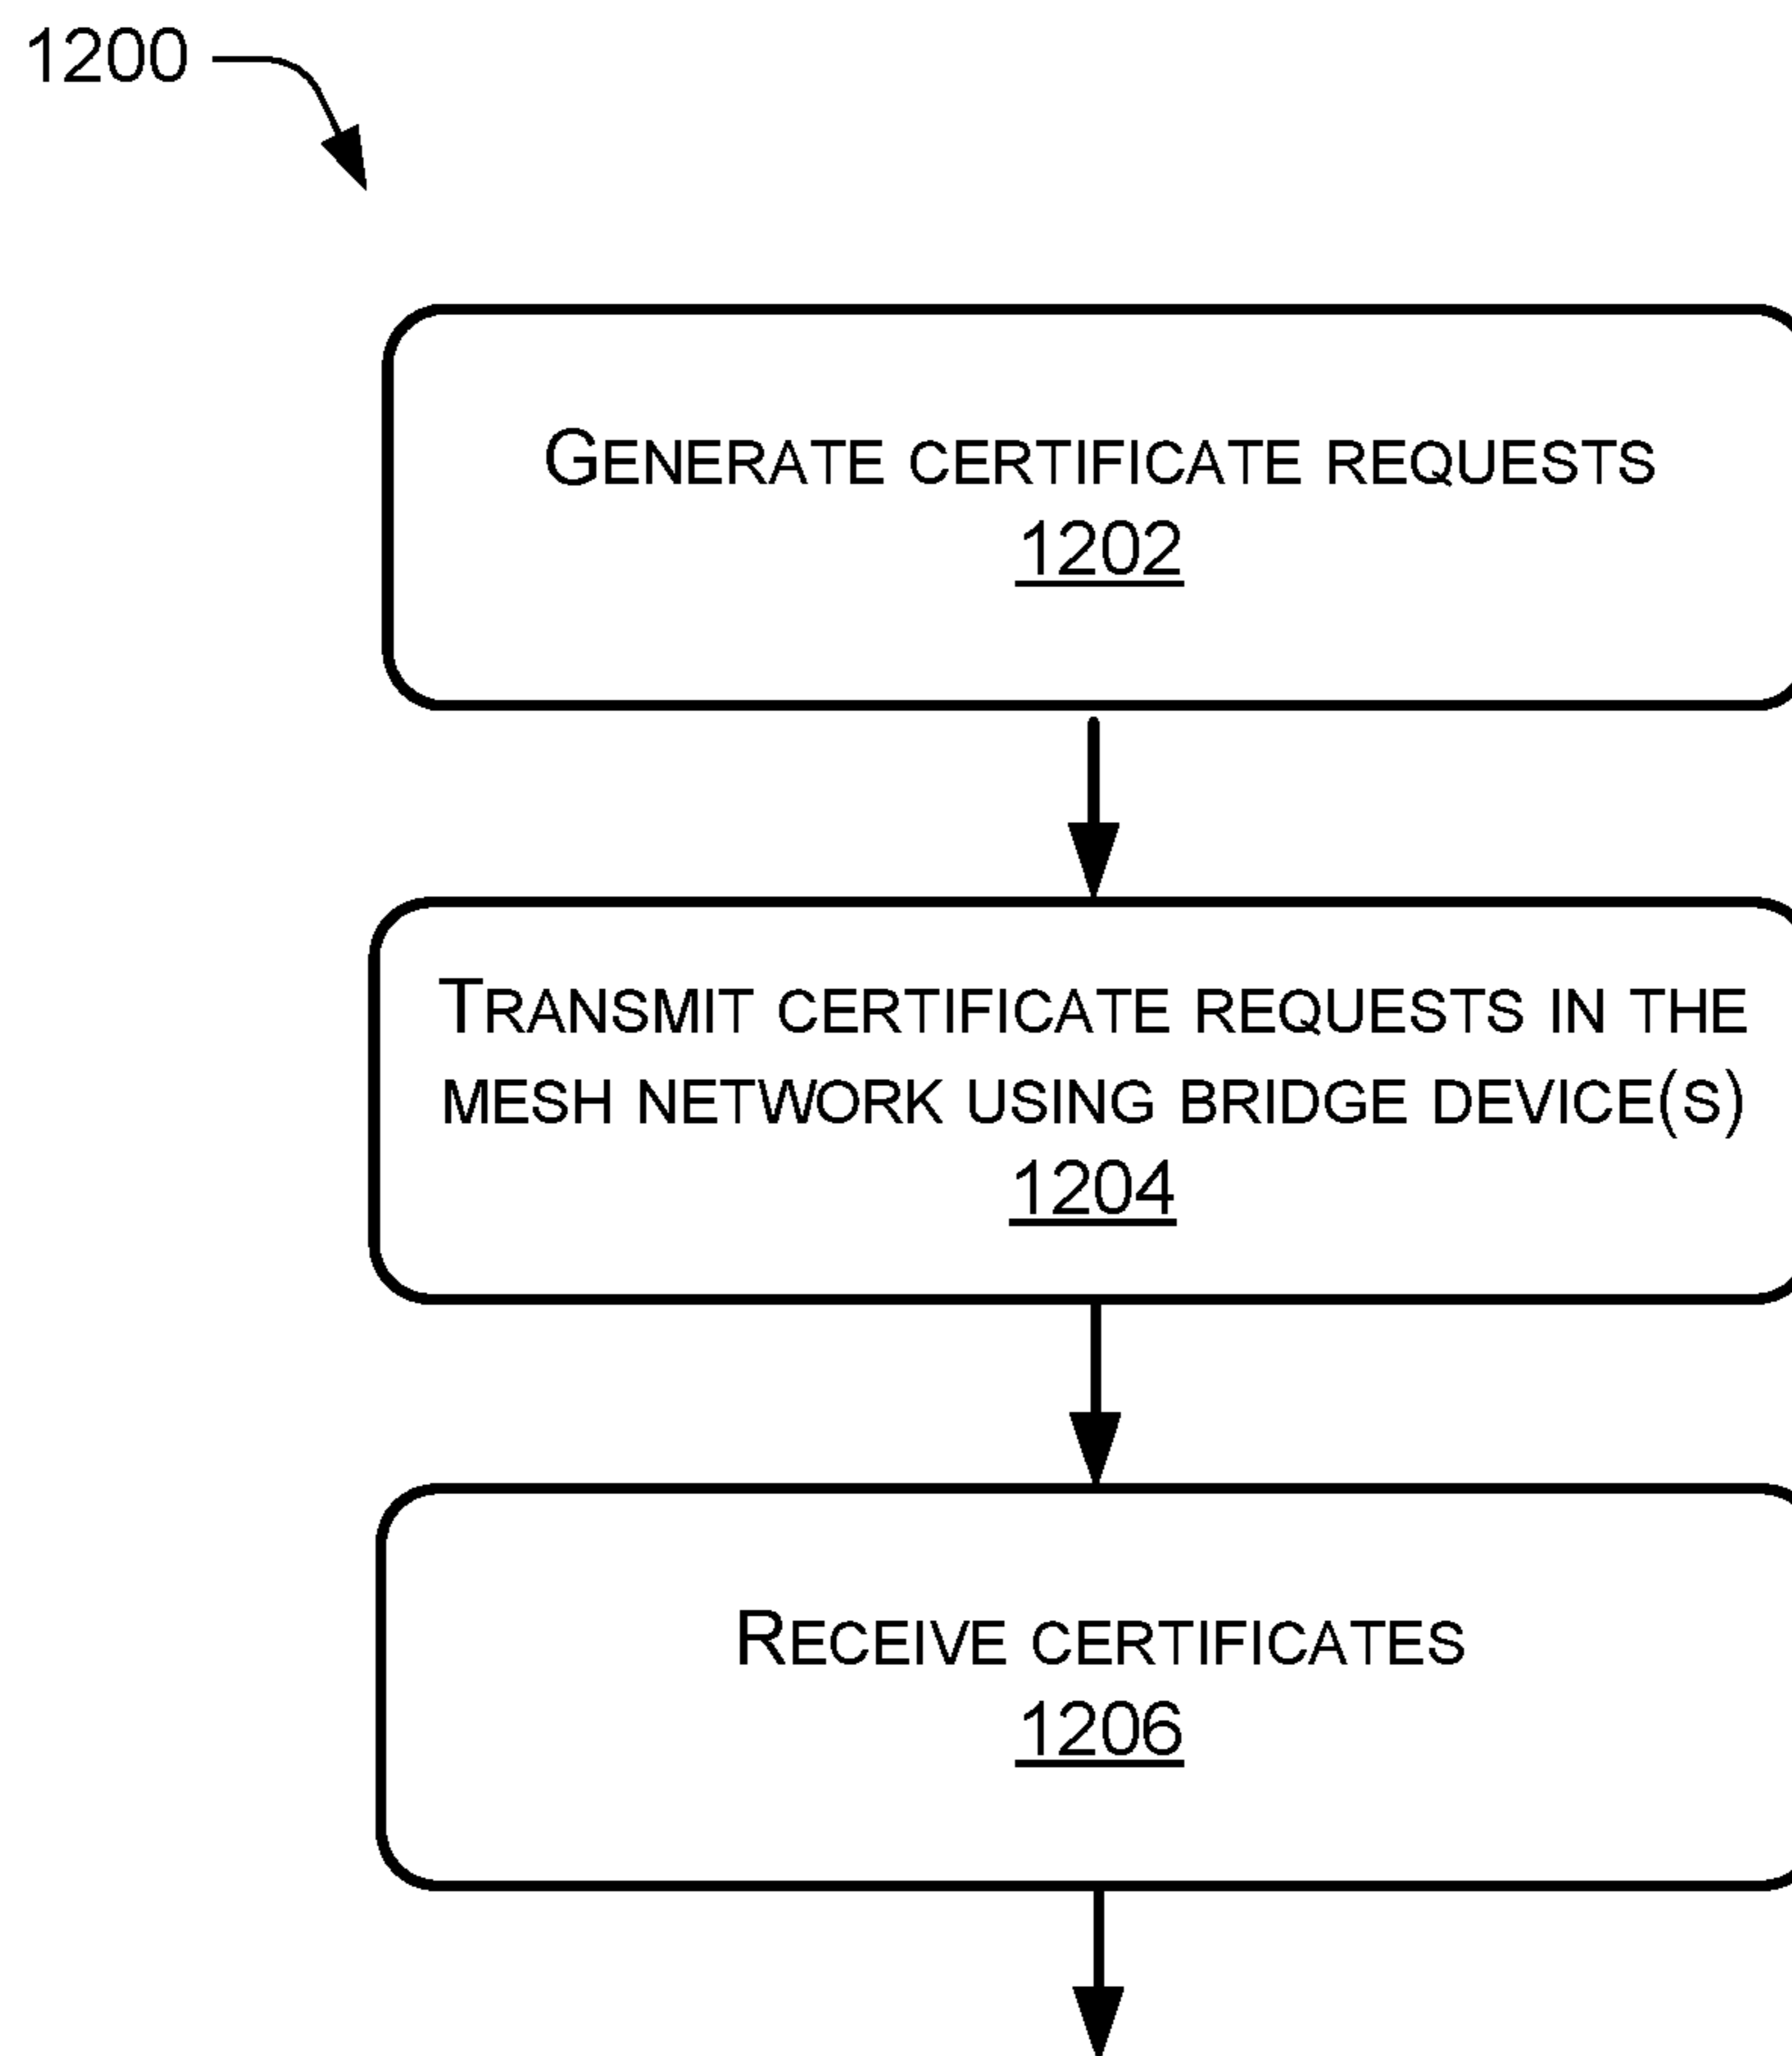 1200
GENERATE CERTIFICATE REQUESTS
1202
TRANSMIT CERTIFICATE REQUESTS IN THE
MESH NETWORK USING BRIDGE DEVICE(S)
1204
RECEIVE CERTIFICATES
1206